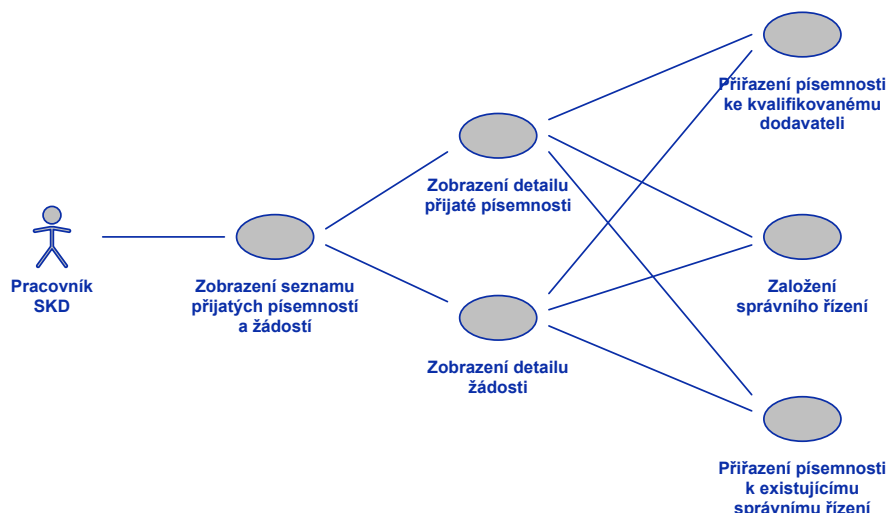 Přiřazení písemnosti
ke kvalifikovanému
dodavateli
Zobrazení detailu
přijaté písemnosti
Pracovník
SKD
Zobrazení seznamu
přijatých písemností
a žádostí
Založení
správního řízení
Zobrazení detailu
žádosti
Přiřazení písemnosti
k existujícímu
správnímu řízení